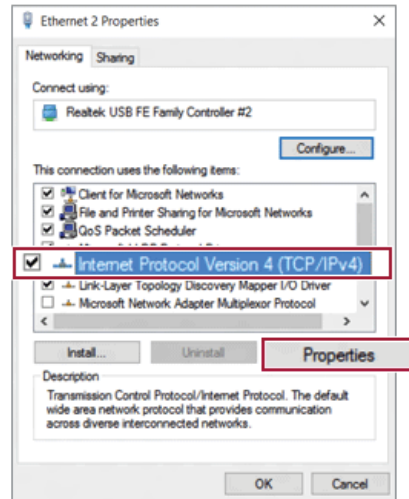 Ethernet 2 Properties
Networking Sharing
Connect using:
Realtek USB FE Family Controller #2
Configure...
This connection uses the following items:
Client for Microsoft Networks
File and Printer Sharing for Microsoft Networks
QoS Packet Scheduler
Internet Protocol Version 4 (TCP/IPv4)
Link-Layer Topology Discovery Mapper I/O Driver
Microsoft Network Adapter Multiplexor Protocol
Install... Uninstall Properties
Description
Transmission Control Protocol/Internet Protocol. The default
wide area network protocol that provides communication
across diverse interconnected networks.
OK Cancel